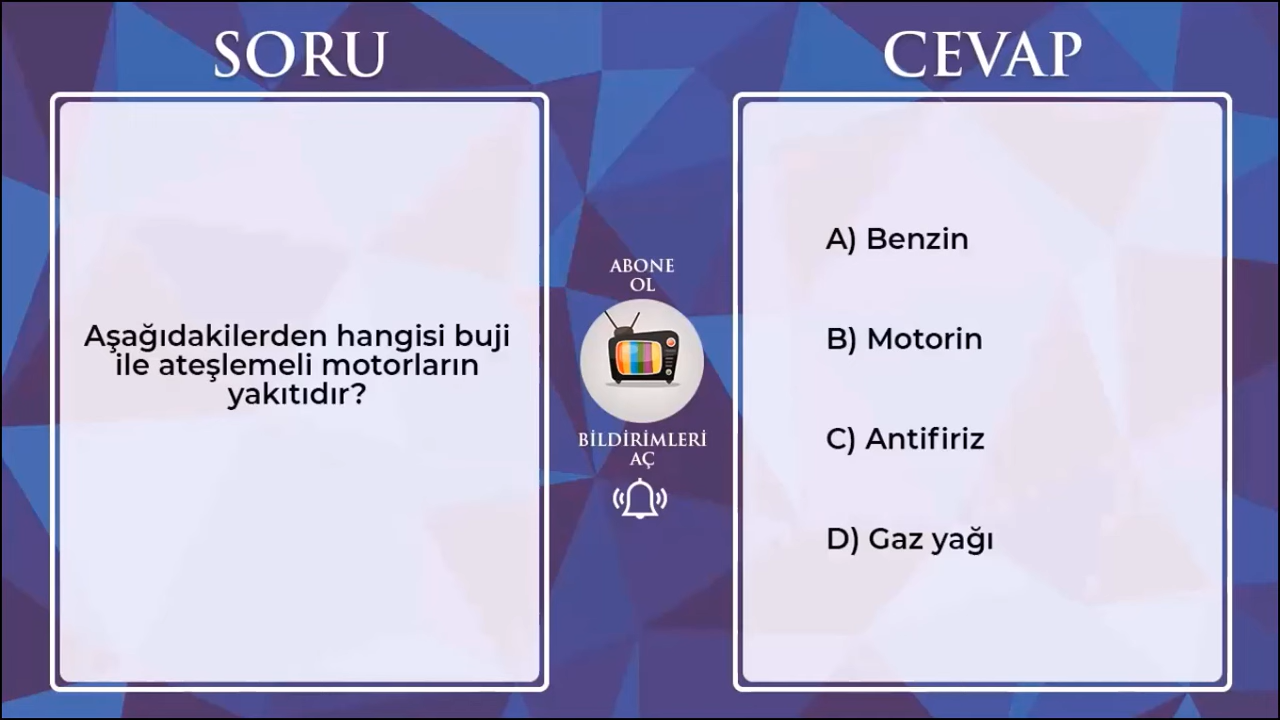 SORU
CEVAP
Aşağıdakilerden hangisi buji
ile ateşlemeli motorların
yakıtıdır?
ABONE
OL
BİLDİRİMLERİ
AÇ
A) Benzin
B) Motorin
C) Antifiriz
D) Gaz yağı